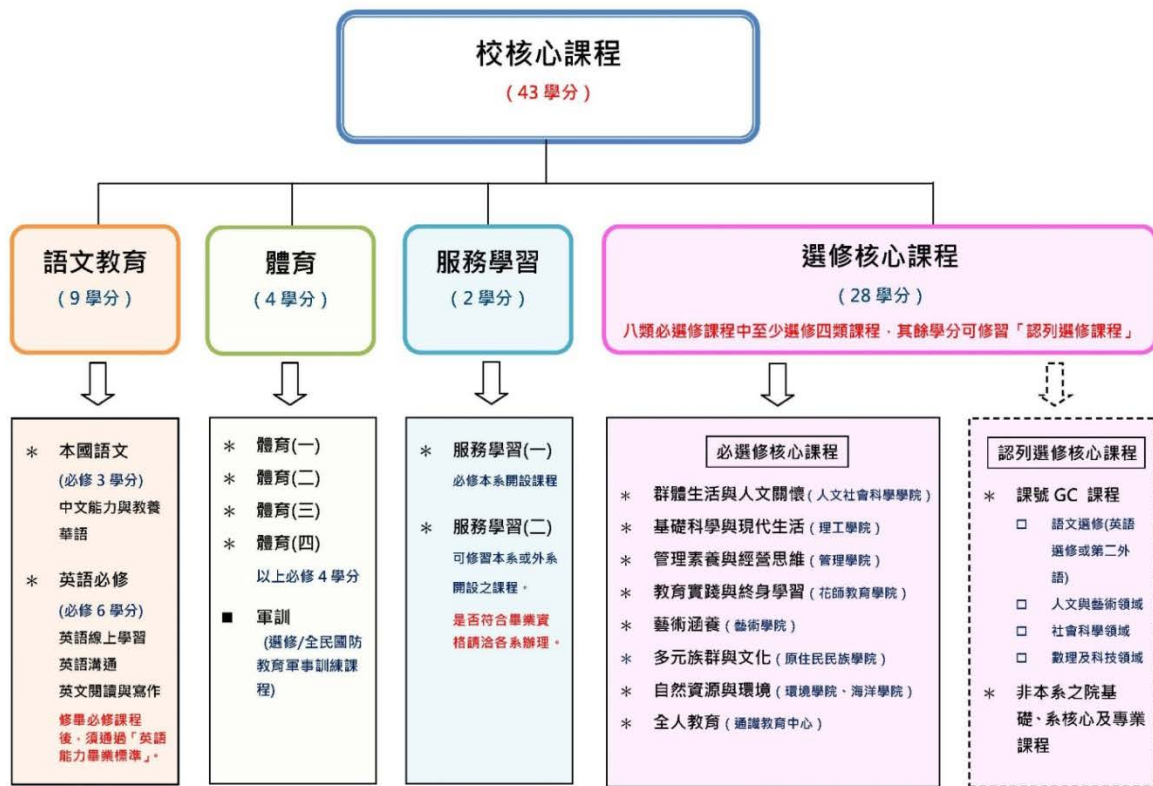 校核心課程
(43 學分)
語文教育
(9 學分)
體育
(4 學分)
服務學習
(2 學分)
選修核心課程
(28 學分)
八類必選修課程中至少選修四類課程，其餘學分可修習「認列選修課程」
＊ 本國語文
(必修 3 學分)
中文能力與教養
華語
＊ 英語必修
(必修 6 學分)
英語線上學習
英語溝通
英文閱讀與寫作
修畢必修課程
後，須通過「英語
能力畢業標準」。
＊ 體育(一)
＊ 體育(二)
＊ 體育(三)
＊ 體育(四)
以上必修 4 學分
■ 軍訓
(選修/全民國防
教育軍事訓練課
程)
＊ 服務學習(一)
必修本系開設課程
＊ 服務學習(二)
可修習本系或外系
開設之課程。
是否符合畢業資
格請洽各系辦理。
必選修核心課程
＊ 群體生活與人文關懷(人文社會科學學院)
＊ 基礎科學與現代生活(理工學院)
＊ 管理素養與經營思維(管理學院)
＊ 教育實踐與終身學習(花師教育學院)
＊ 藝術涵養(藝術學院)
＊ 多元族群與文化(原住民民族學院)
＊ 自然資源與環境(環境學院、海洋學院)
＊ 全人教育(通識教育中心)
認列選修核心課程
＊ 課號 GC 課程
□ 語文選修(英語
選修或第二外
語)
□ 人文與藝術領域
□ 社會科學領域
□ 數理及科技領域
＊ 非本系之院基
礎、系核心及專業
課程